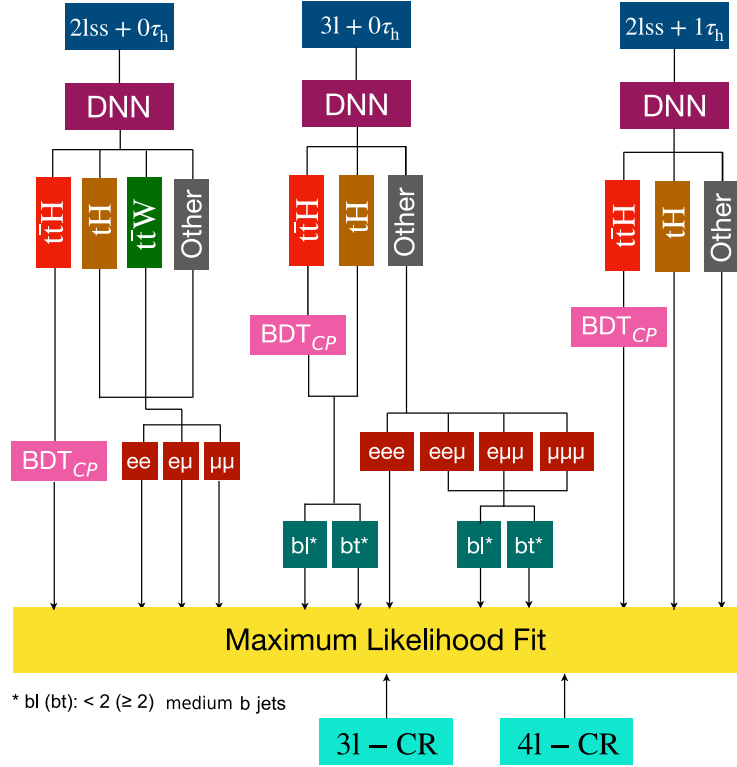 2lss + 0τh
3l + 0τh
2lss + 1τh
DNN
DNN
DNN
tt̄H
tH
tt̄W
Other
tt̄H
tH
Other
tt̄H
tH
Other
BDTCP
BDTCP
BDTCP
ee
eμ
μμ
eee
eeμ
eμμ
μμμ
bl*
bt*
bl*
bt*
Maximum Likelihood Fit
* bl (bt): < 2 (≥ 2) medium b jets
3l − CR
4l − CR